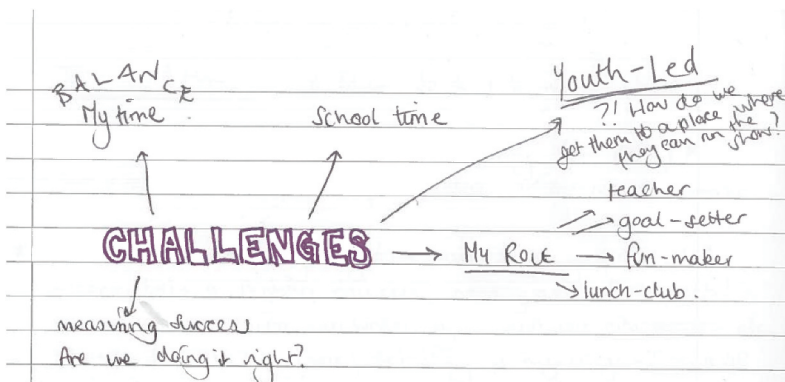 BALANCE
My time
School time
Youth-Led
?! How do we
get them to a place where
they can run the
show?
CHALLENGES
MY ROLE
teacher
goal-setter
fun-maker
lunch-club.
measuring success
Are we doing it right?